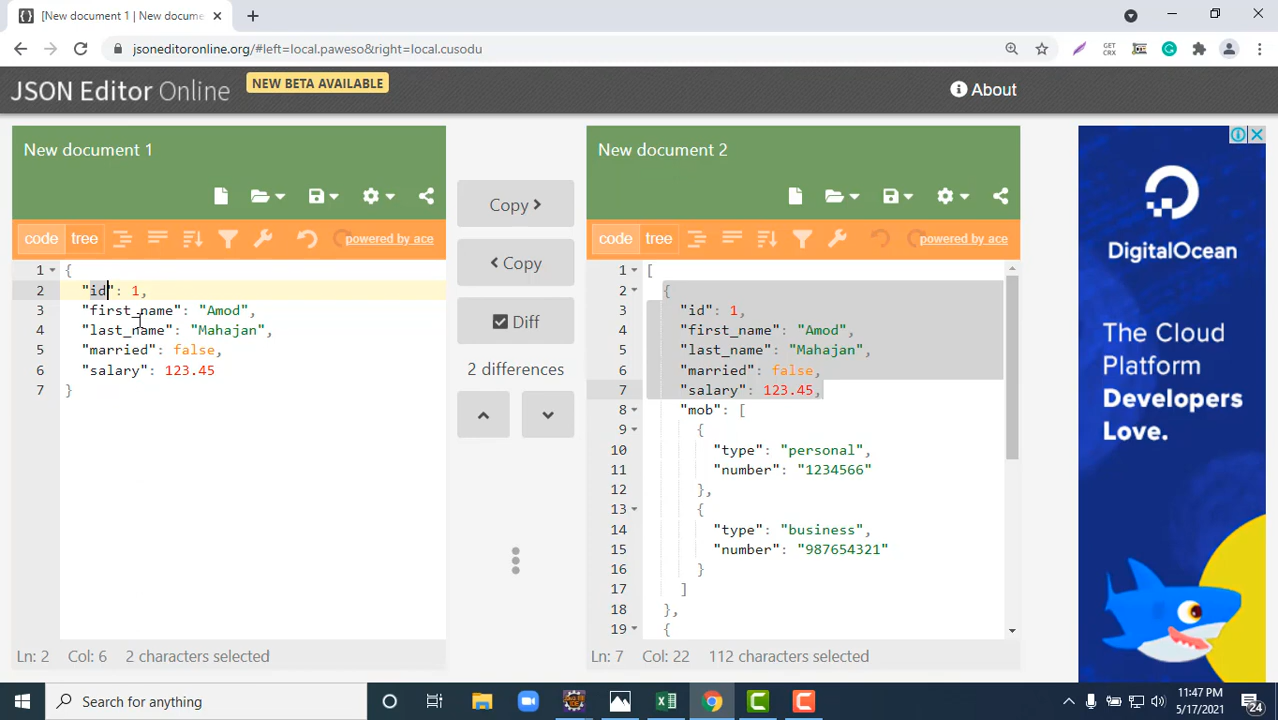 [New document 1 | New docume
jsoneditoronline.org/#left=local.paweso&right=local.cusodu
GET
CRX
JSON Editor Online
NEW BETA AVAILABLE
About
New document 1
code tree powered by ace
1 {
2 "id": 1,
3 "first_name": "Amod",
4 "last_name": "Mahajan",
5 "married": false,
6 "salary": 123.45
7 }
Ln: 2 Col: 6 2 characters selected
Copy
Copy
Diff
2 differences
New document 2
code tree powered by ace
1 [
2 {
3 "id": 1,
4 "first_name": "Amod",
5 "last_name": "Mahajan",
6 "married": false,
7 "salary": 123.45,
8 "mob": [
9 {
10 "type": "personal",
11 "number": "1234566"
12 },
13 {
14 "type": "business",
15 "number": "987654321"
16 }
17 ]
18 },
19 {
Ln: 7 Col: 22 112 characters selected
DigitalOcean
The Cloud
Platform
Developers
Love.
Search for anything
11:47 PM
5/17/2021
24